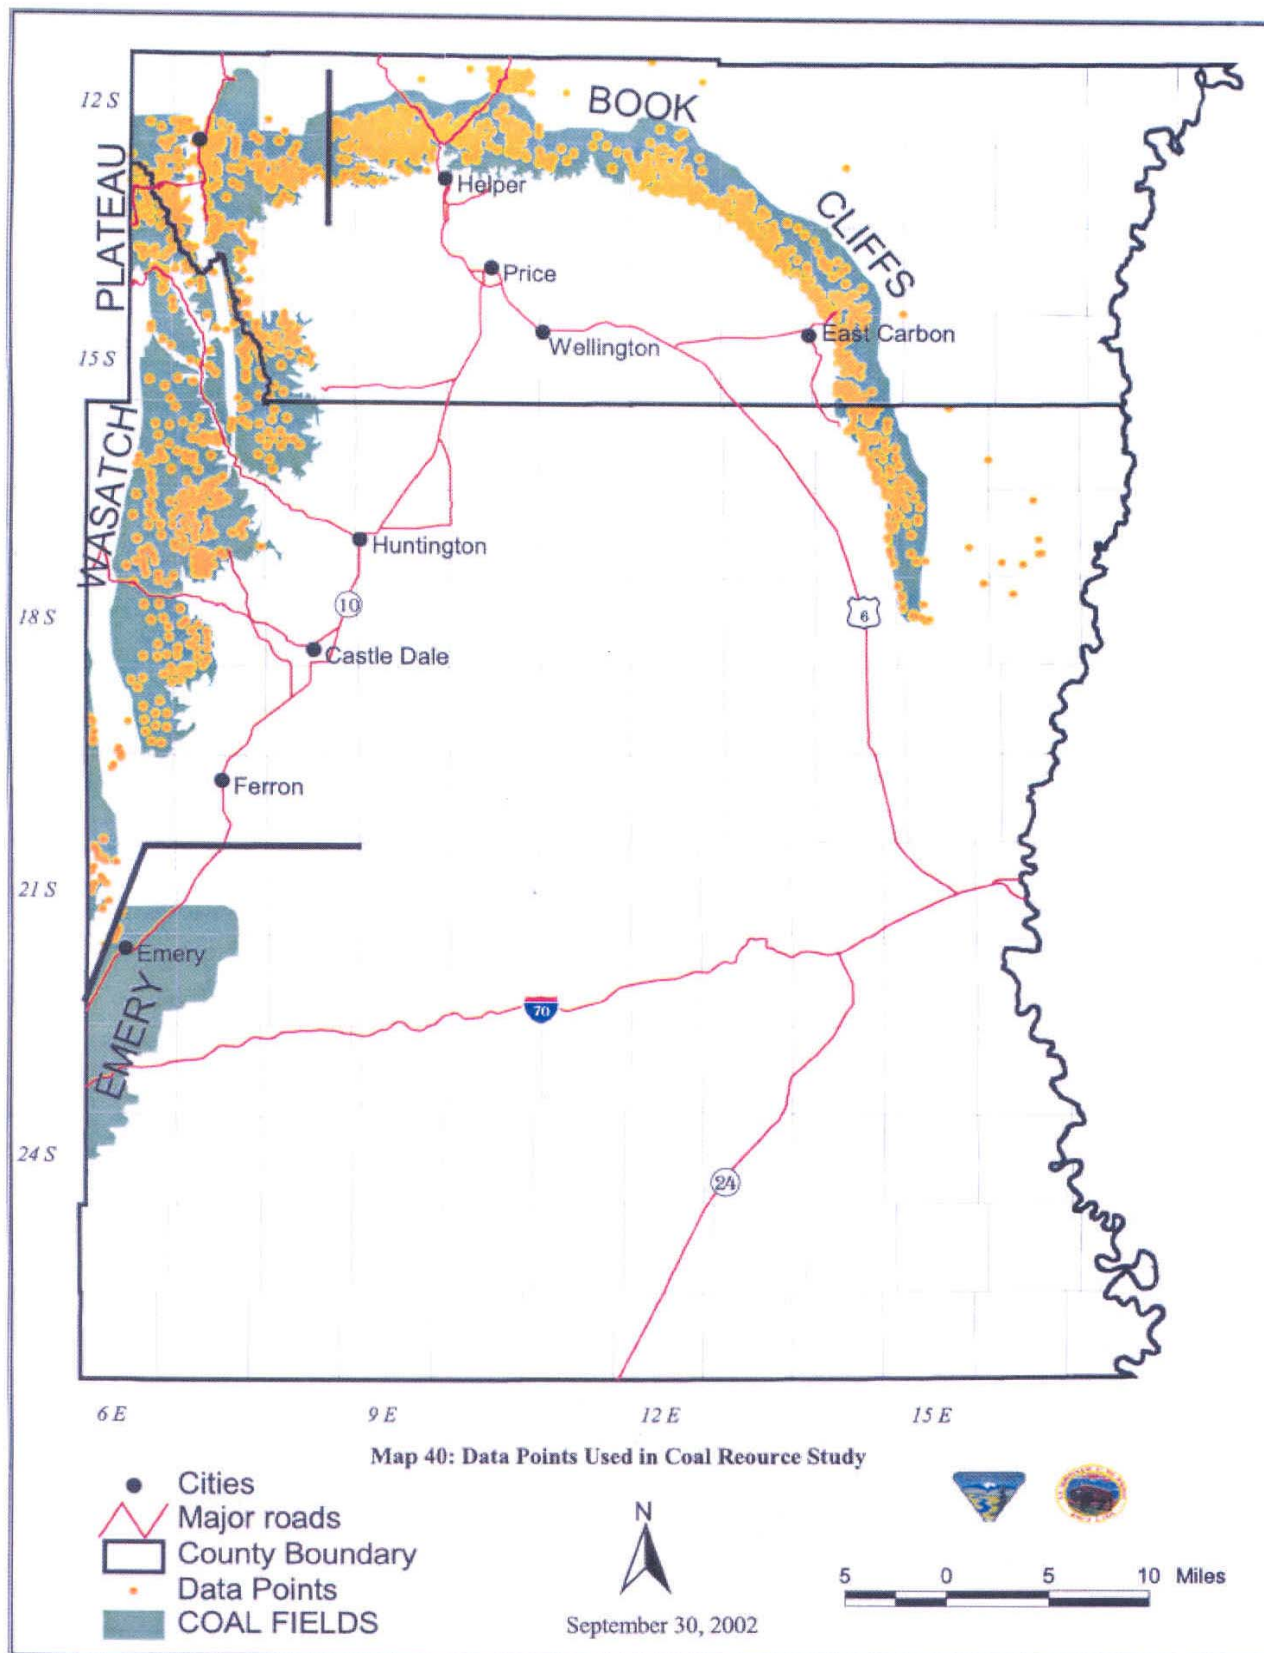 12 S
BOOK
PLATEAU
Helper
CLIFFS
Price
East Carbon
Wellington
15 S
WASATCH
Huntington
10
6
18 S
Castle Dale
Ferron
21 S
Emery
70
EMERY
24 S
24
6 E
9 E
12 E
15 E
Map 40: Data Points Used in Coal Reource Study
Cities
Major roads
County Boundary
Data Points
COAL FIELDS
N
September 30, 2002
5 0 5 10 Miles